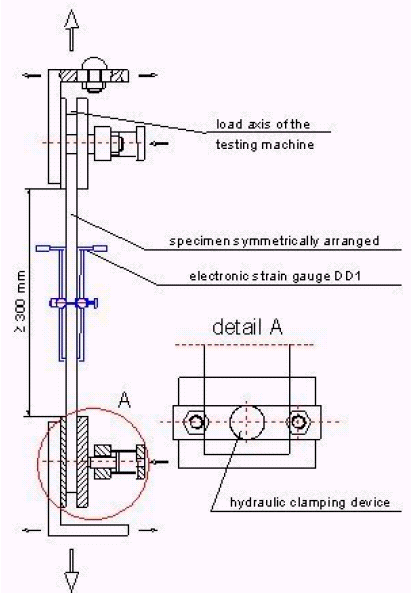 load axis of the
testing machine
specimen symmetrically arranged
electronic strain gauge DD1
≥ 300 mm
detail A
A
hydraulic clamping device